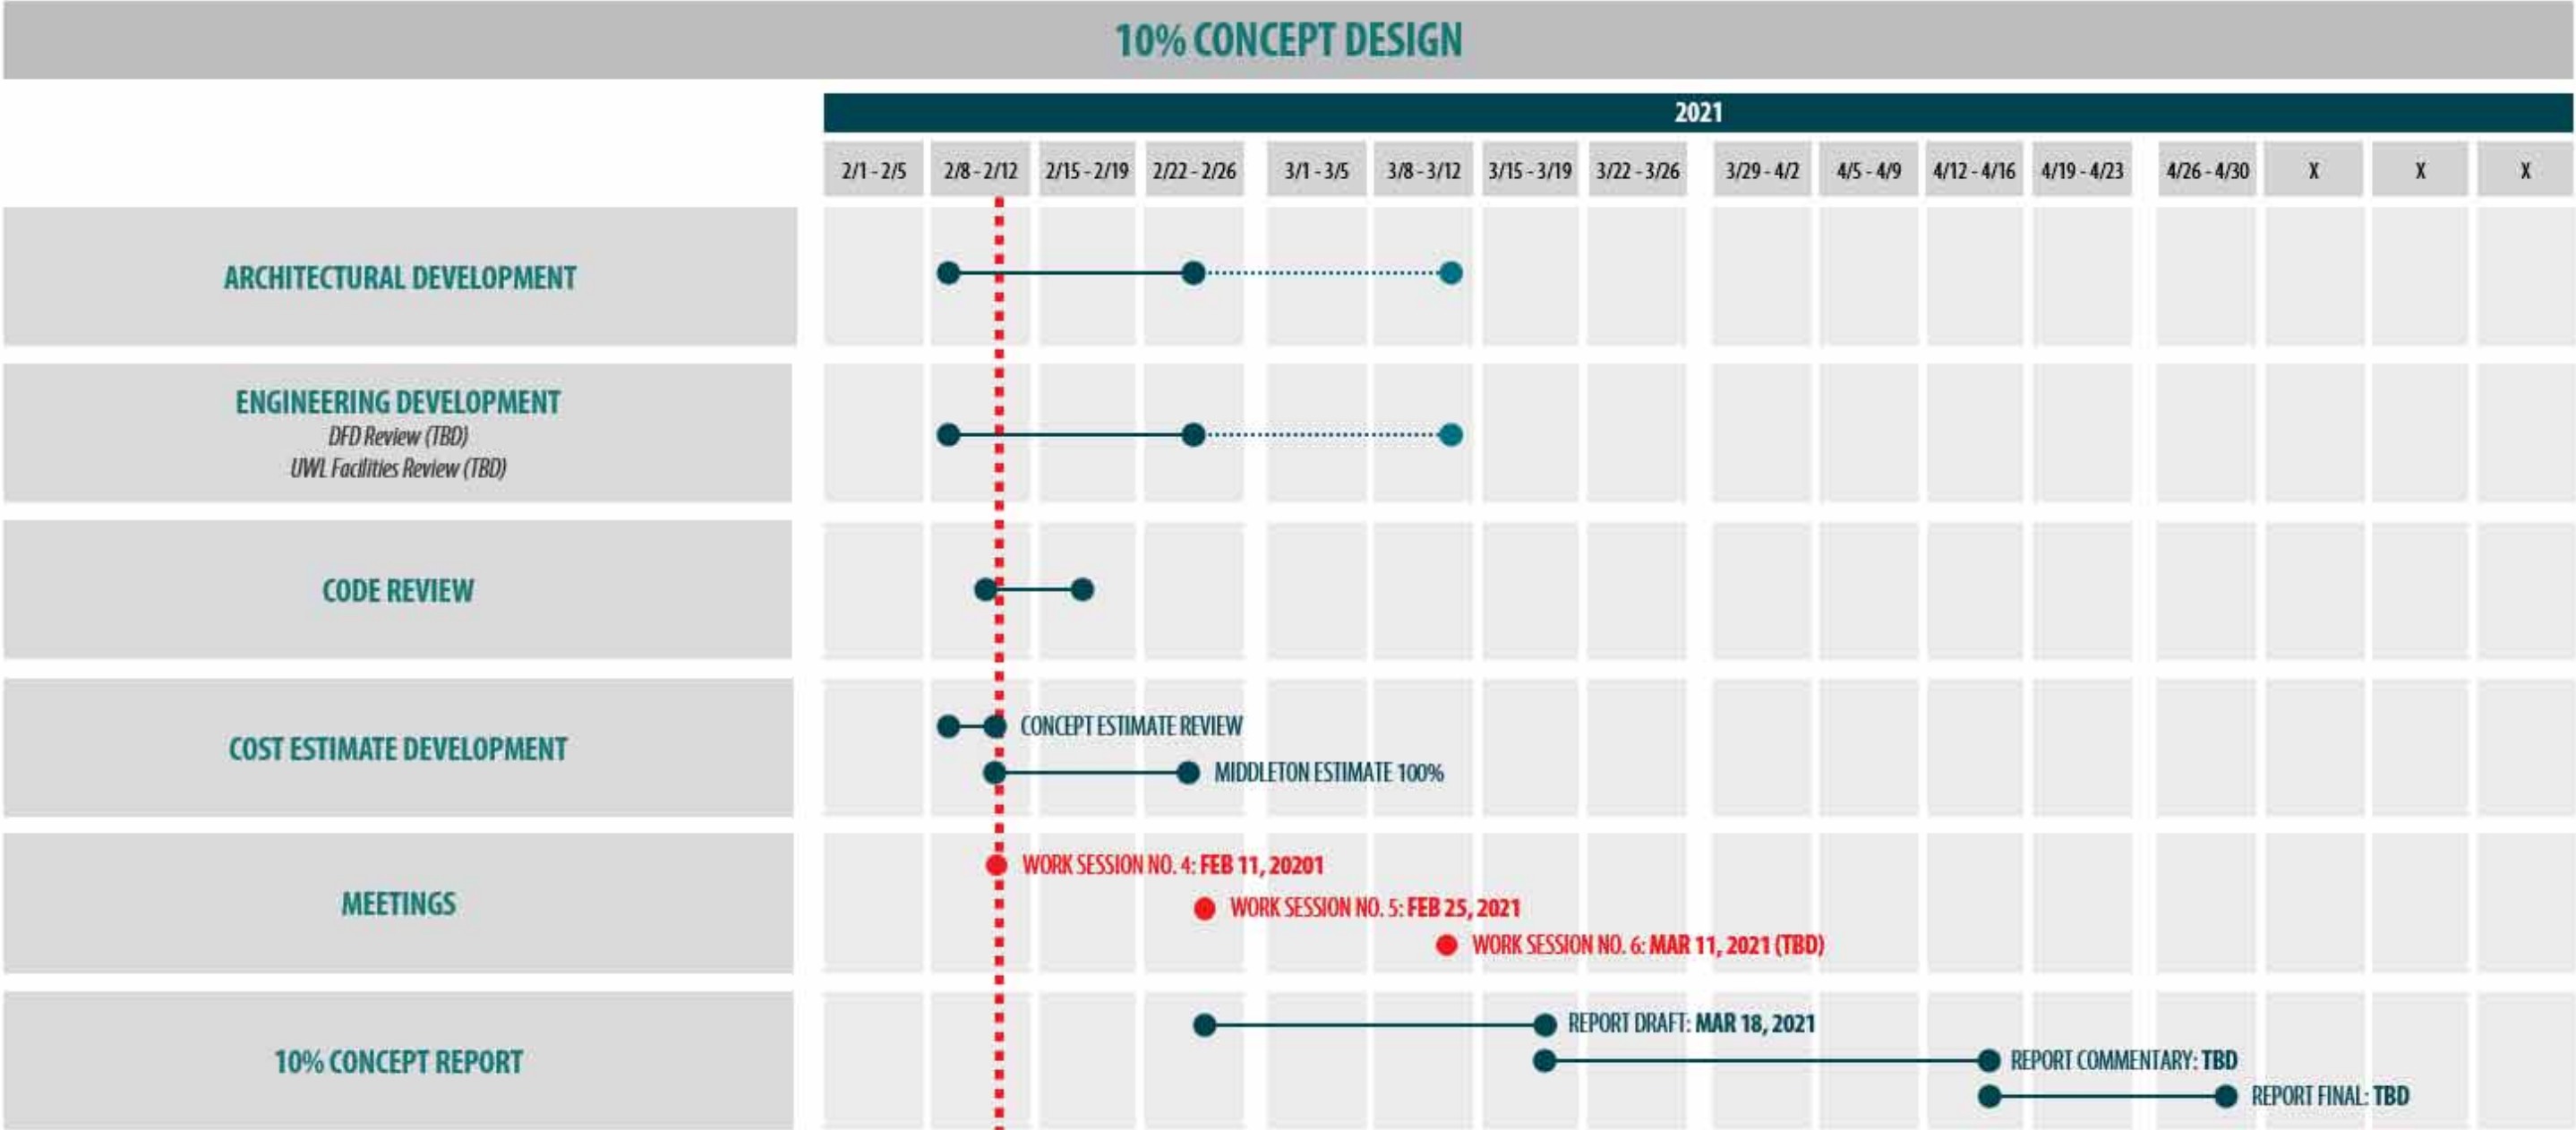 10% CONCEPT DESIGN
2021
2/1 - 2/5 2/8 - 2/12 2/15 - 2/19 2/22 - 2/26 3/1 - 3/5 3/8 - 3/12 3/15 - 3/19 3/22 - 3/26 3/29 - 4/2 4/5 - 4/9 4/12 - 4/16 4/19 - 4/23 4/26 - 4/30 X X X
ARCHITECTURAL DEVELOPMENT
ENGINEERING DEVELOPMENT
DFD Review (TBD)
UWL Facilities Review (TBD)
CODE REVIEW
COST ESTIMATE DEVELOPMENT
CONCEPT ESTIMATE REVIEW
MIDDLETON ESTIMATE 100%
MEETINGS
WORK SESSION NO. 4: FEB 11, 20201
WORK SESSION NO. 5: FEB 25, 2021
WORK SESSION NO. 6: MAR 11, 2021 (TBD)
10% CONCEPT REPORT
REPORT DRAFT: MAR 18, 2021
REPORT COMMENTARY: TBD
REPORT FINAL: TBD